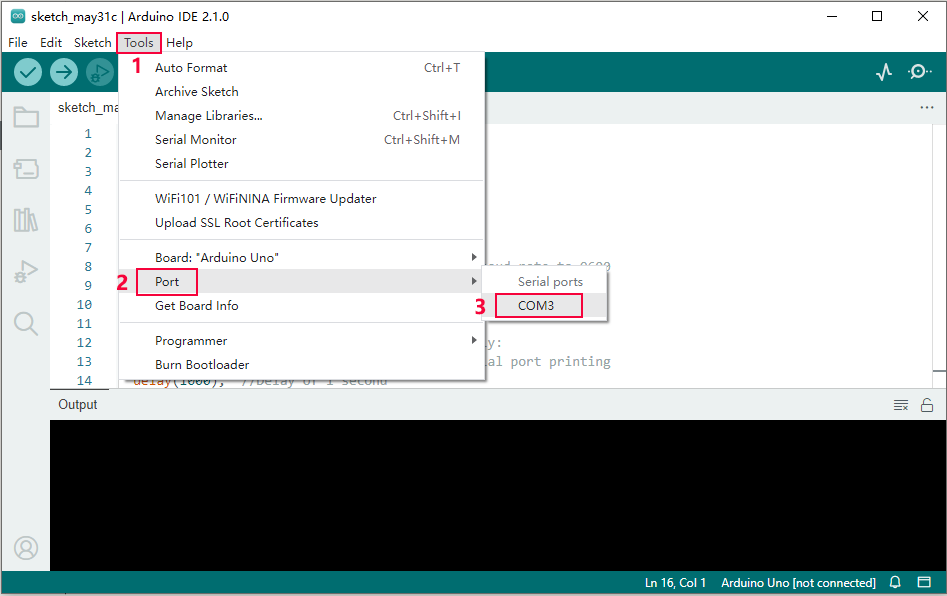 sketch_may31c | Arduino IDE 2.1.0
File Edit Sketch Tools Help
1
Auto Format Ctrl+T
Archive Sketch
Manage Libraries... Ctrl+Shift+I
Serial Monitor Ctrl+Shift+M
Serial Plotter
WiFi101 / WiFiNINA Firmware Updater
Upload SSL Root Certificates
Board: "Arduino Uno"
2 Port
Serial ports
3 COM3
Get Board Info
Programmer
Burn Bootloader
sketch_ma
...
1
2
3
4
5
6
7
8 rate to 9600
9
10
11
12 ly:
13 al port printing
14 delay(1000); //Delay of 1 second
Output
Ln 16, Col 1 Arduino Uno [not connected]